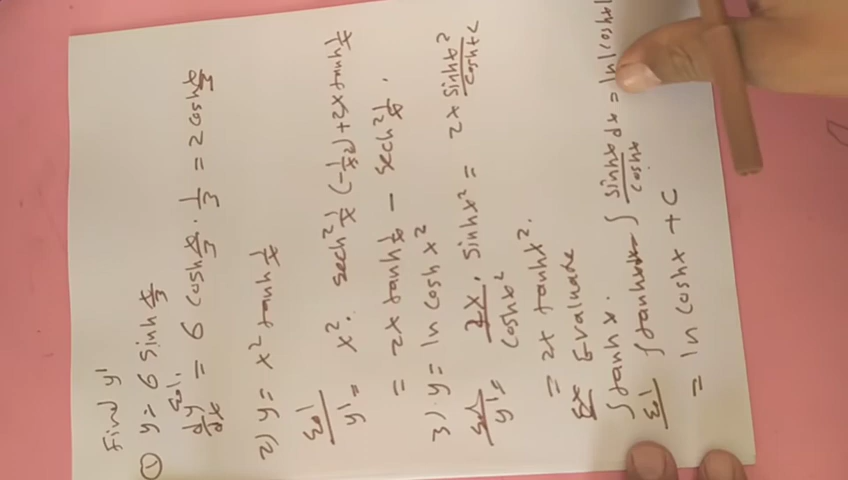 Find y'
① y = 6 sinh x/3
sol.
dy/dx = 6 cosh x/3 · 1/3 = 2 cosh x/3
2) y = x² tanh 1/x
sol
y' = x² · sech² 1/x (-1/x²) + 2x tanh 1/x
= 2x tanh 1/x - sech² 1/x .
3) y = ln cosh x²
sol
y' = 2x/cosh x² · sinh x² = 2x sinh x²/cosh x
= 2x tanh x² .
Ex Evaluate
∫ tanh x .
sol ∫ tanh x dx ∫ sinh x/cosh x dx = ln |cosh x|
= ln cosh x + c